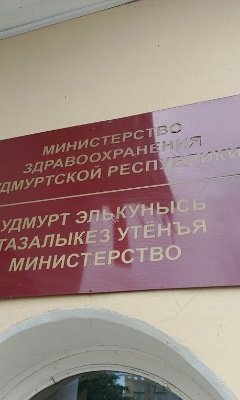 МИНИСТЕРСТВО
ЗДРАВООХРАНЕНИЯ
УДМУРТСКОЙ РЕСПУБЛИКИ
УДМУРТ ЭЛЬКУНЫСЬ
ТАЗАЛЫКЕЗ УТЁНЪЯ
МИНИСТЕРСТВО